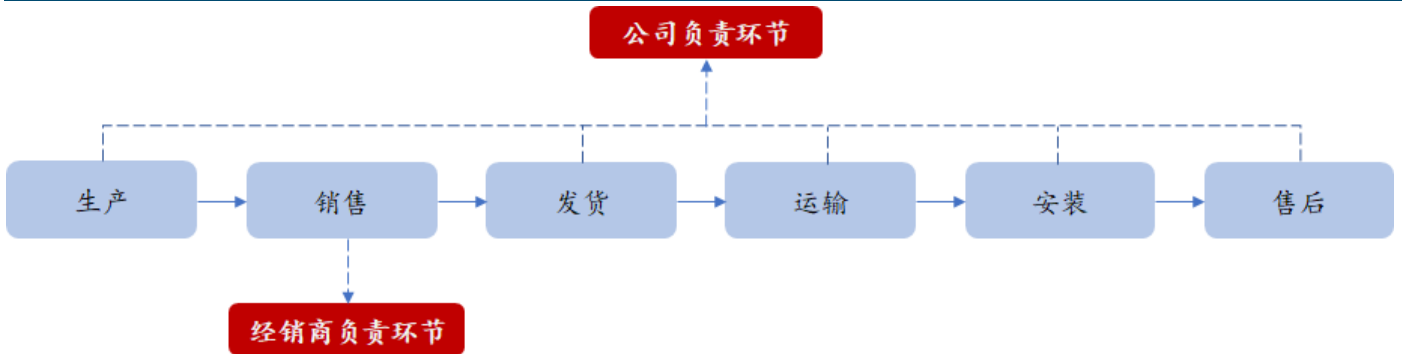 公司负责环节
生产
销售
发货
运输
安装
售后
经销商负责环节